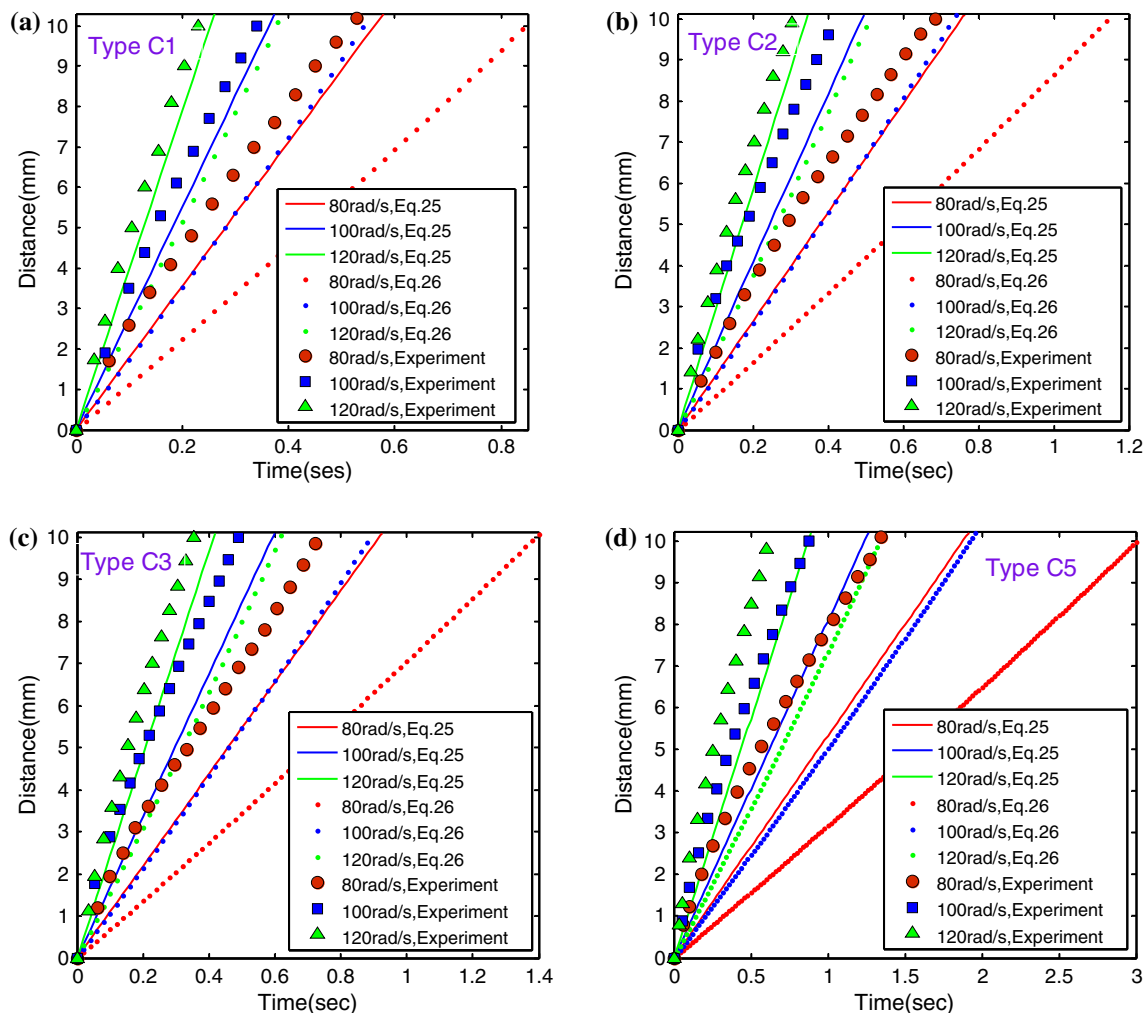 (a)
Type C1
Distance(mm)
10
9
8
7
6
5
4
3
2
1
0
80rad/s,Eq.25
100rad/s,Eq.25
120rad/s,Eq.25
80rad/s,Eq.26
100rad/s,Eq.26
120rad/s,Eq.26
80rad/s,Experiment
100rad/s,Experiment
120rad/s,Experiment
0 0.2 0.4 0.6 0.8
Time(ses)
(b)
Type C2
Distance(mm)
10
9
8
7
6
5
4
3
2
1
0
80rad/s,Eq.25
100rad/s,Eq.25
120rad/s,Eq.25
80rad/s,Eq.26
100rad/s,Eq.26
120rad/s,Eq.26
80rad/s,Experiment
100rad/s,Experiment
120rad/s,Experiment
0 0.2 0.4 0.6 0.8 1 1.2
Time(sec)
(c)
Type C3
Distance(mm)
10
9
8
7
6
5
4
3
2
1
0
80rad/s,Eq.25
100rad/s,Eq.25
120rad/s,Eq.25
80rad/s,Eq.26
100rad/s,Eq.26
120rad/s,Eq.26
80rad/s,Experiment
100rad/s,Experiment
120rad/s,Experiment
0 0.2 0.4 0.6 0.8 1 1.2 1.4
Time(sec)
(d)
Type C5
Distance(mm)
10
9
8
7
6
5
4
3
2
1
0
80rad/s,Eq.25
100rad/s,Eq.25
120rad/s,Eq.25
80rad/s,Eq.26
100rad/s,Eq.26
120rad/s,Eq.26
80rad/s,Experiment
100rad/s,Experiment
120rad/s,Experiment
0 0.5 1 1.5 2 2.5 3
Time(sec)